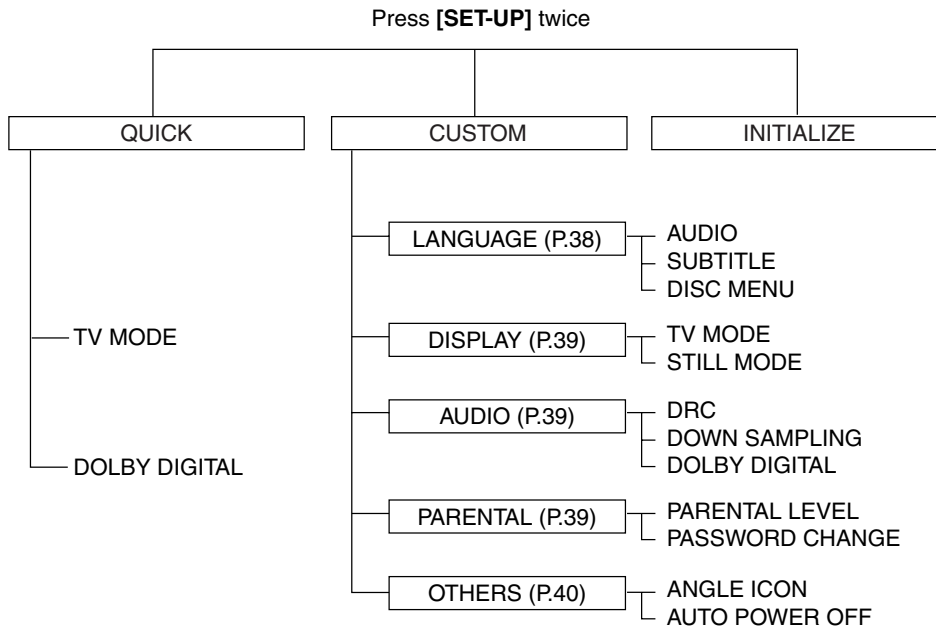 Press [SET-UP] twice
QUICK
CUSTOM
INITIALIZE
TV MODE
DOLBY DIGITAL
LANGUAGE (P.38)
AUDIO
SUBTITLE
DISC MENU
DISPLAY (P.39)
TV MODE
STILL MODE
AUDIO (P.39)
DRC
DOWN SAMPLING
DOLBY DIGITAL
PARENTAL (P.39)
PARENTAL LEVEL
PASSWORD CHANGE
OTHERS (P.40)
ANGLE ICON
AUTO POWER OFF